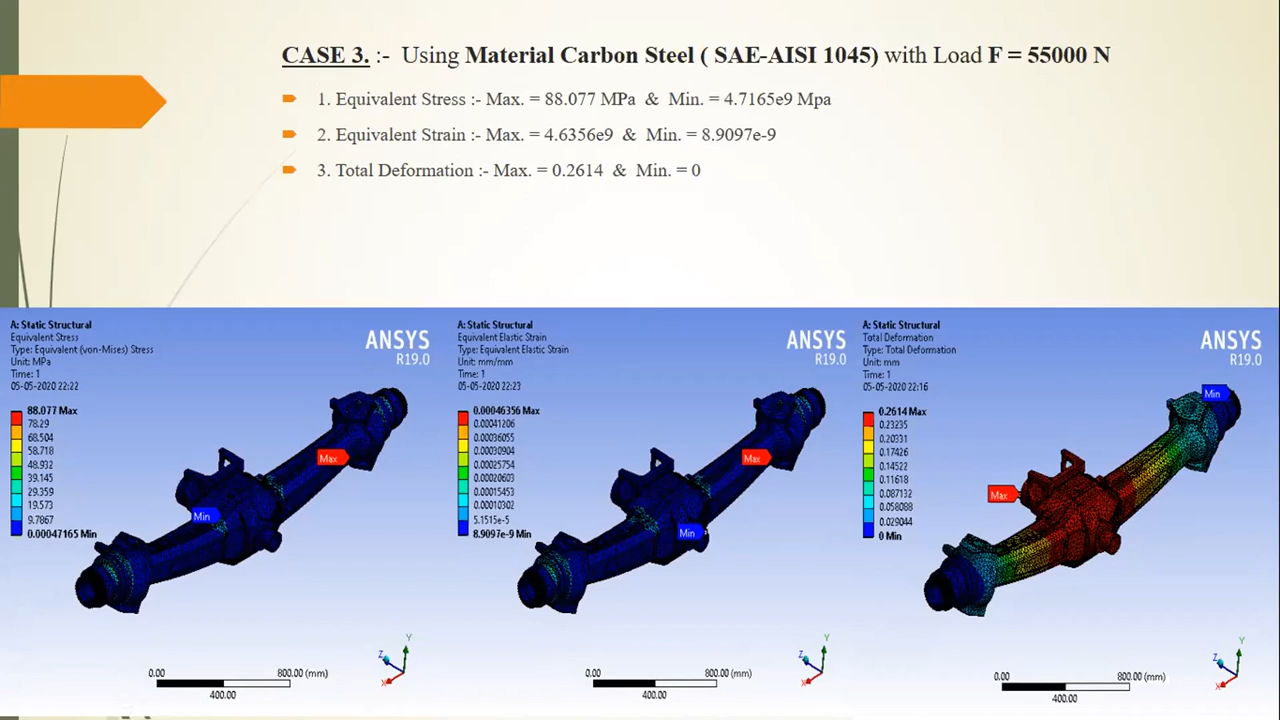 CASE 3. :- Using Material Carbon Steel ( SAE-AISI 1045) with Load F = 55000 N
1. Equivalent Stress :- Max. = 88.077 MPa & Min. = 4.7165e9 Mpa
2. Equivalent Strain :- Max. = 4.6356e9 & Min. = 8.9097e-9
3. Total Deformation :- Max. = 0.2614 & Min. = 0
A: Static Structural
Equivalent Stress
Type: Equivalent (von-Mises) Stress
Unit: MPa
Time: 1
05-05-2020 22:22
ANSYS
R19.0
88.077 Max
78.29
68.504
58.718
48.932
39.145
29.359
19.573
9.7867
0.00047165 Min
Max
Min
0.00
800.00 (mm)
400.00
Y
Z
X
A: Static Structural
Equivalent Elastic Strain
Type: Equivalent Elastic Strain
Unit: mm/mm
Time: 1
05-05-2020 22:23
ANSYS
R19.0
0.00046356 Max
0.00041206
0.00036055
0.00030904
0.00025754
0.00020603
0.00015453
0.00010302
5.1515e-5
8.9097e-9 Min
Max
Min
0.00
800.00 (mm)
400.00
Y
Z
X
A: Static Structural
Total Deformation
Type: Total Deformation
Unit: mm
Time: 1
05-05-2020 22:16
ANSYS
R19.0
0.2614 Max
0.23235
0.20331
0.17426
0.14522
0.11618
0.087132
0.058088
0.029044
0 Min
Min
Max
0.00
800.00 (mm)
400.00
Y
Z
X